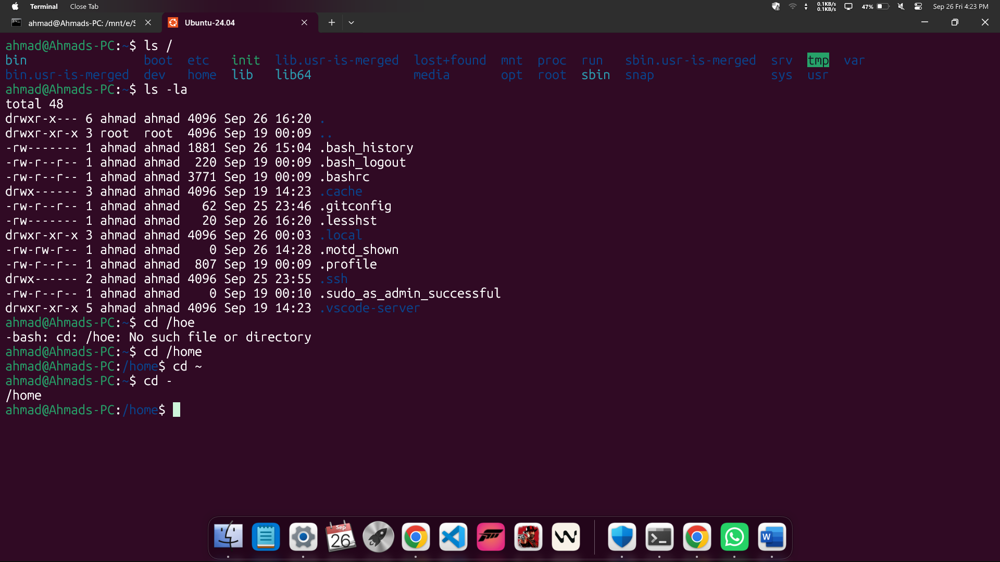 Terminal Close Tab 0.1KB/s 0.1KB/s 47% Sep 26 Fri 4:23 PM
ahmad@Ahmads-PC: /mnt/e/S Ubuntu-24.04
ahmad@Ahmads-PC:~$ ls /
bin                 boot  etc   init  lib.usr-is-merged  lost+found  mnt  proc  run   sbin.usr-is-merged  srv  tmp  var
bin.usr-is-merged  dev   home  lib   lib64              media       opt  root  sbin  snap                sys  usr
ahmad@Ahmads-PC:~$ ls -la
total 48
drwxr-x--- 6 ahmad ahmad 4096 Sep 26 16:20 .
drwxr-xr-x 3 root  root  4096 Sep 19 00:09 ..
-rw------- 1 ahmad ahmad 1881 Sep 26 15:04 .bash_history
-rw-r--r-- 1 ahmad ahmad  220 Sep 19 00:09 .bash_logout
-rw-r--r-- 1 ahmad ahmad 3771 Sep 19 00:09 .bashrc
drwx------ 3 ahmad ahmad 4096 Sep 19 14:23 .cache
-rw-r--r-- 1 ahmad ahmad   62 Sep 25 23:46 .gitconfig
-rw------- 1 ahmad ahmad   20 Sep 26 16:20 .lesshst
drwxr-xr-x 3 ahmad ahmad 4096 Sep 26 00:03 .local
-rw-rw-r-- 1 ahmad ahmad    0 Sep 26 14:28 .motd_shown
-rw-r--r-- 1 ahmad ahmad  807 Sep 19 00:09 .profile
drwx------ 2 ahmad ahmad 4096 Sep 25 23:55 .ssh
-rw-r--r-- 1 ahmad ahmad    0 Sep 19 00:10 .sudo_as_admin_successful
drwxr-xr-x 5 ahmad ahmad 4096 Sep 19 14:23 .vscode-server
ahmad@Ahmads-PC:~$ cd /hoe
-bash: cd: /hoe: No such file or directory
ahmad@Ahmads-PC:~$ cd /home
ahmad@Ahmads-PC:/home$ cd ~
ahmad@Ahmads-PC:~$ cd -
/home
ahmad@Ahmads-PC:/home$
Sep
26
W